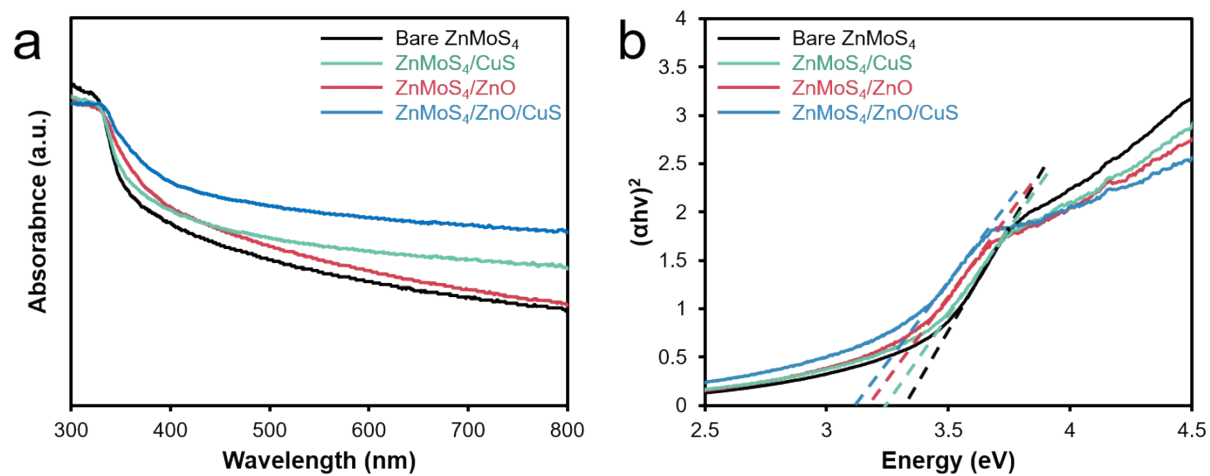 a
Bare ZnMoS₄
ZnMoS₄/CuS
ZnMoS₄/ZnO
ZnMoS₄/ZnO/CuS
Absorabnce (a.u.)
300 400 500 600 700 800
Wavelength (nm)
b
Bare ZnMoS₄
ZnMoS₄/CuS
ZnMoS₄/ZnO
ZnMoS₄/ZnO/CuS
(αhν)²
4
3.5
3
2.5
2
1.5
1
0.5
0
2.5 3 3.5 4 4.5
Energy (eV)